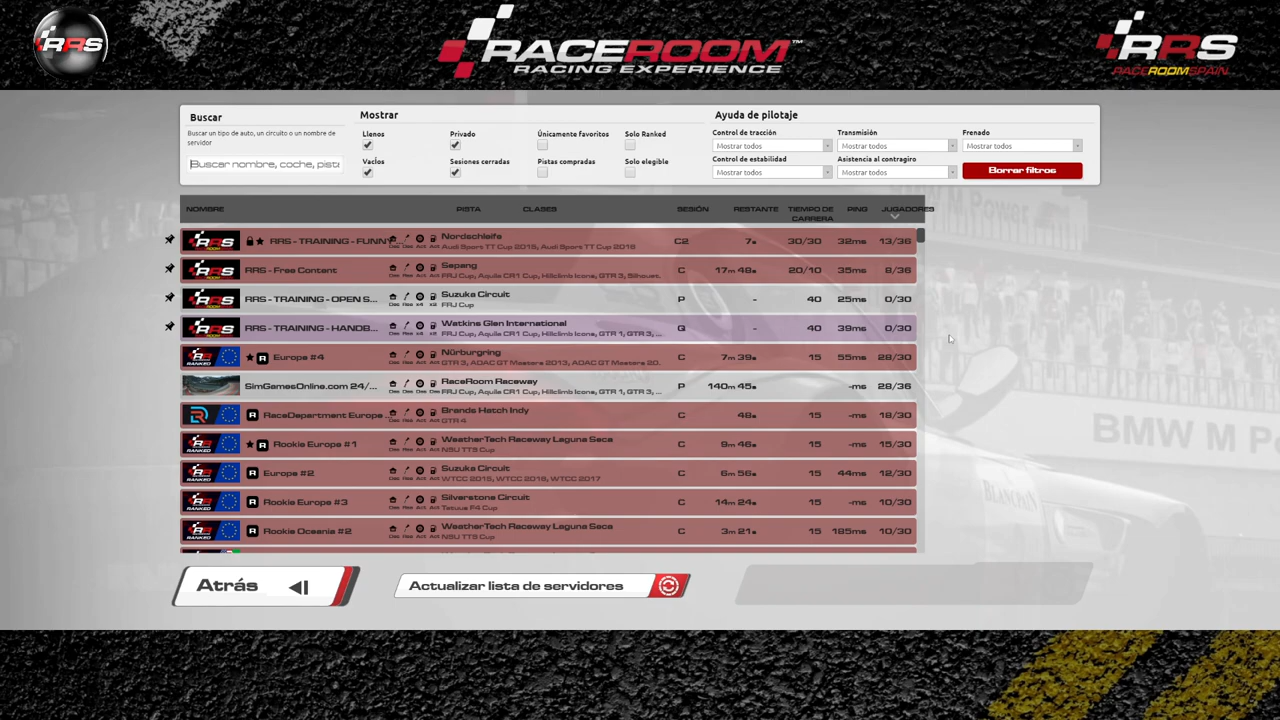 RRS
RACEROOM™
RACING EXPERIENCE
RRS
RACEROOMSPAIN
Buscar
Buscar un tipo de auto, un circuito o un nombre de servidor
Buscar nombre, coche, pista
Mostrar
Llenos
Privado
Únicamente favoritos
Solo Ranked
Vacíos
Sesiones cerradas
Pistas compradas
Solo elegible
Ayuda de pilotaje
Control de tracción
Transmisión
Frenado
Mostrar todos
Mostrar todos
Mostrar todos
Control de estabilidad
Asistencia al contragiro
Mostrar todos
Mostrar todos
Borrar filtros
NOMBRE PISTA CLASES SESIÓN RESTANTE TIEMPO DE CARRERA PING JUGADORES
RRS - TRAINING - FUNNY... Nordschleife C2 7s 30/30 32ms 13/36
Audi Sport TT Cup 2015, Audi Sport TT Cup 2016
RRS - Free Content Sepang C 17m 48s 20/10 35ms 8/36
FRJ Cup, Aquila CR1 Cup, Hillclimb Icons, GTR 3, Silhouet.
RRS - TRAINING - OPEN S... Suzuka Circuit P - 40 25ms 0/30
FRJ Cup
RRS - TRAINING - HANDB... Watkins Glen International Q - 40 39ms 0/30
FRJ Cup, Aquila CR1 Cup, Hillclimb Icons, GTR 1, GTR 3, ...
R Europe #4 Nürburgring C 7m 39s 15 55ms 28/30
GTR 3, ADAC GT Masters 2013, ADAC GT Masters 20.
SimGamesOnline.com 24/... RaceRoom Raceway P 140m 45s -ms 28/36
FRJ Cup, Aquila CR1 Cup, Hillclimb Icons, GTR 1, GTR 3, ...
R RaceDepartment Europe ... Brands Hatch Indy C 48s 15 -ms 18/30
GTR 4
R Rookie Europe #1 WeatherTech Raceway Laguna Seca C 9m 46s 15 -ms 15/30
NSU TTS Cup
R Europe #2 Suzuka Circuit C 6m 56s 15 44ms 12/30
WTCC 2015, WTCC 2016, WTCC 2017
R Rookie Europe #3 Silverstone Circuit C 14m 24s 15 -ms 10/30
Tatuus F4 Cup
R Rookie Oceania #2 WeatherTech Raceway Laguna Seca C 3m 21s 15 185ms 10/30
NSU TTS Cup
Atrás
Actualizar lista de servidores
M Power
BMW M P
BLANCPAIN